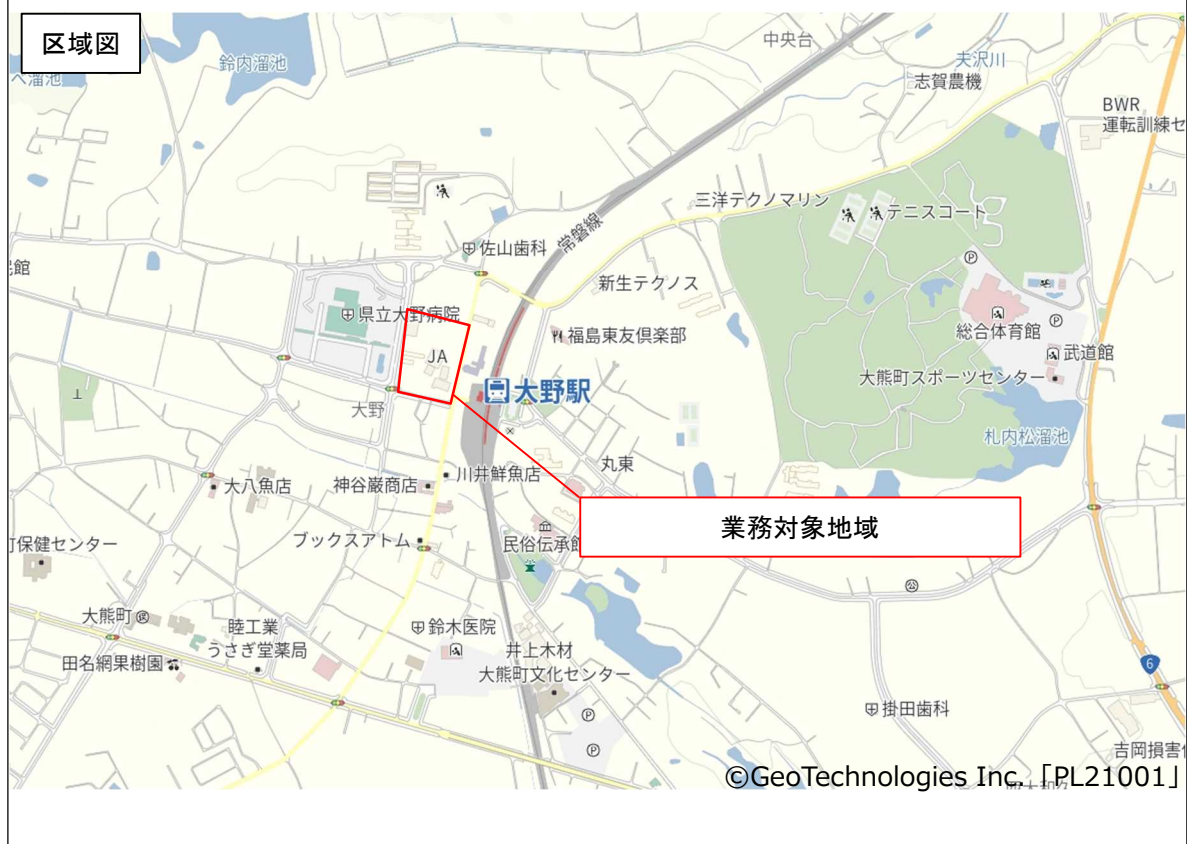 区域図
中央台
夫沢川
鈴内溜池
溜池
志賀農機
BWR
運転訓練セ
三洋テクノマリン
テニスコート
佐山歯科
常磐線
館
新生テクノス
県立大野病院
福島東友倶楽部
総合体育館
武道館
JA
大熊町スポーツセンター
大野駅
大野
札内松溜池
川井鮮魚店
丸東
大八魚店
神谷巌商店
業務対象地域
ブックスアトム
民俗伝承館
保健センター
大熊町
睦工業
うさぎ堂薬局
鈴木医院
井上木材
田名網果樹園
大熊町文化センター
6
掛田歯科
吉岡損害
©GeoTechnologies Inc.「PL21001」